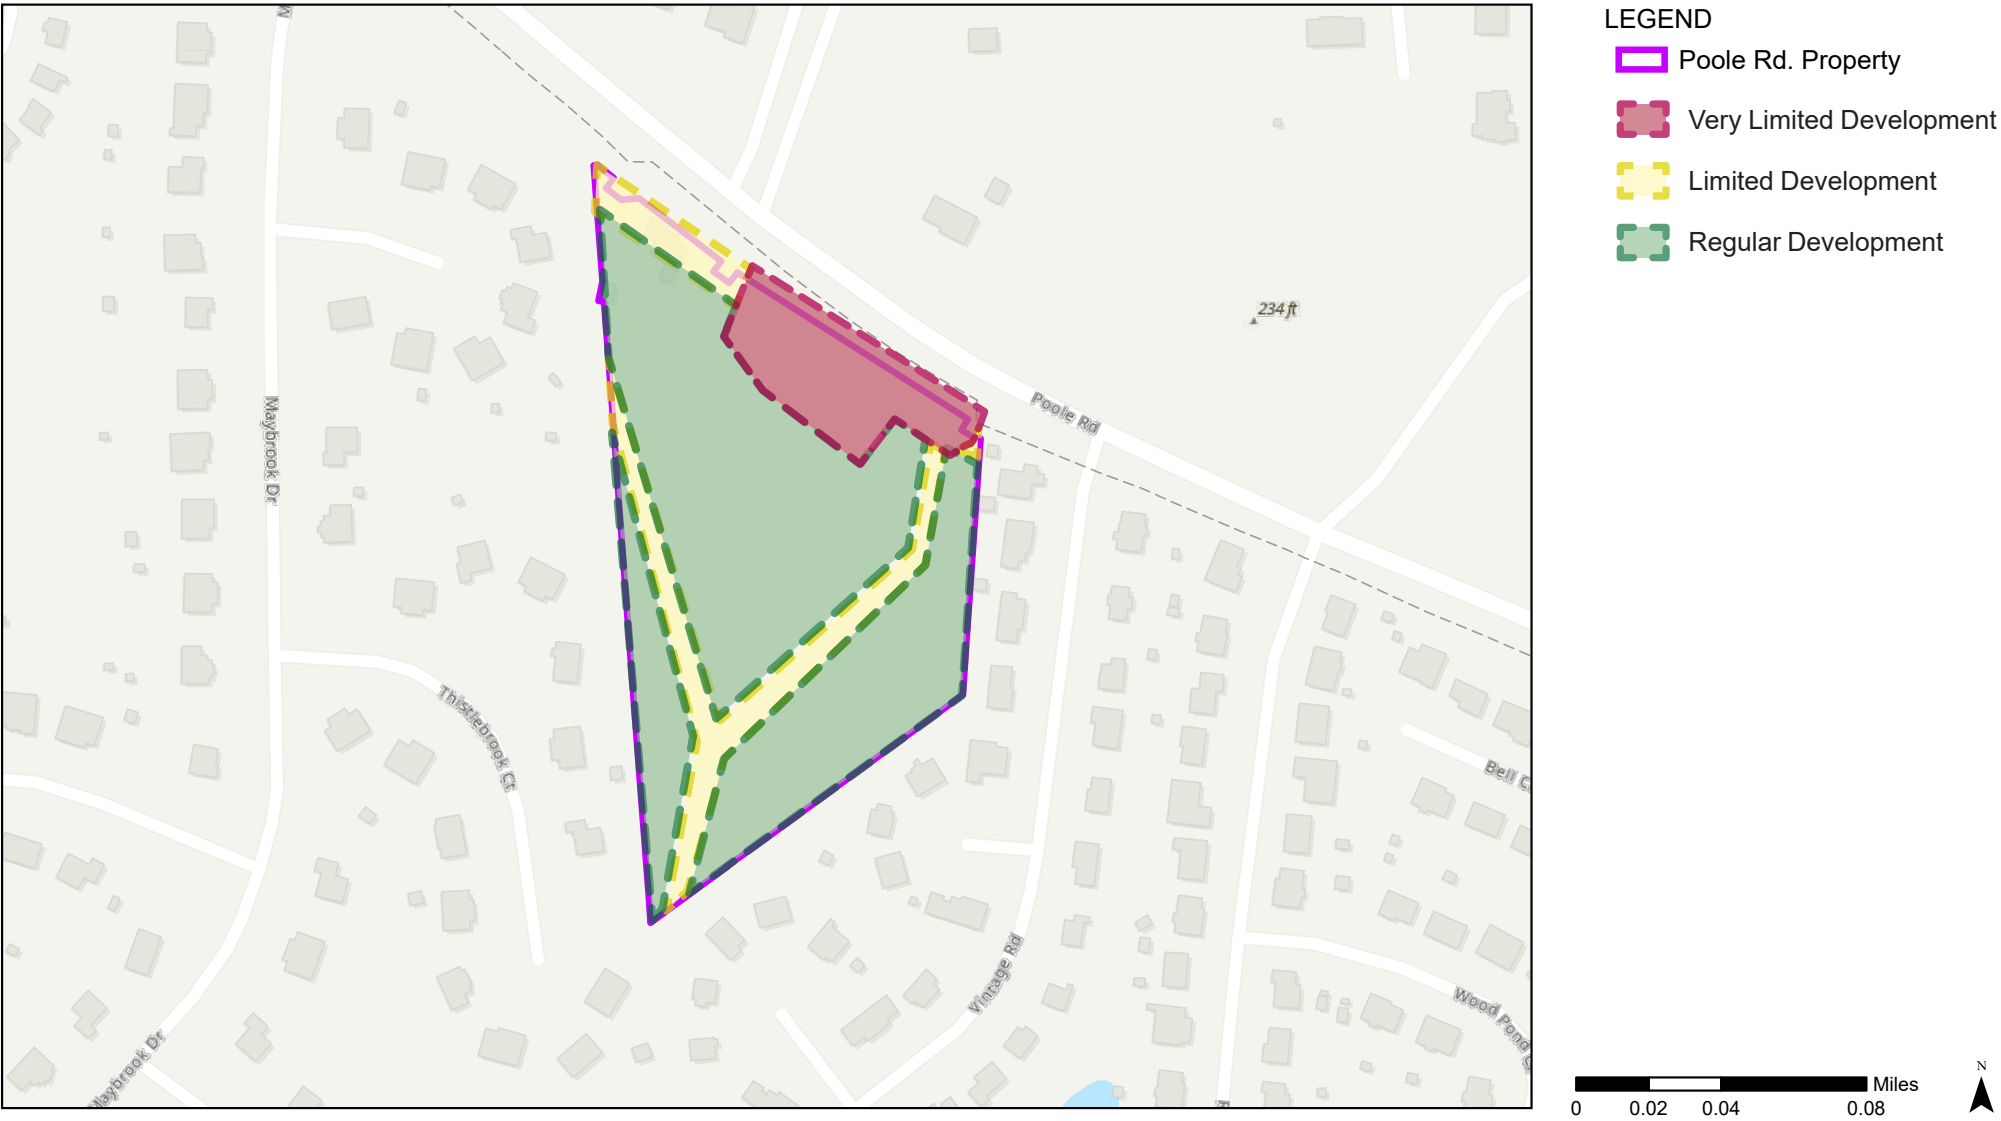 LEGEND
Poole Rd. Property
Very Limited Development
Limited Development
Regular Development
234 ft
Poole Rd
Maybrook Dr
Thistlebrook Ct
Bell C
Vintage Rd
Wood Pond
Maybrook Dr
Miles
0 0.02 0.04 0.08
N